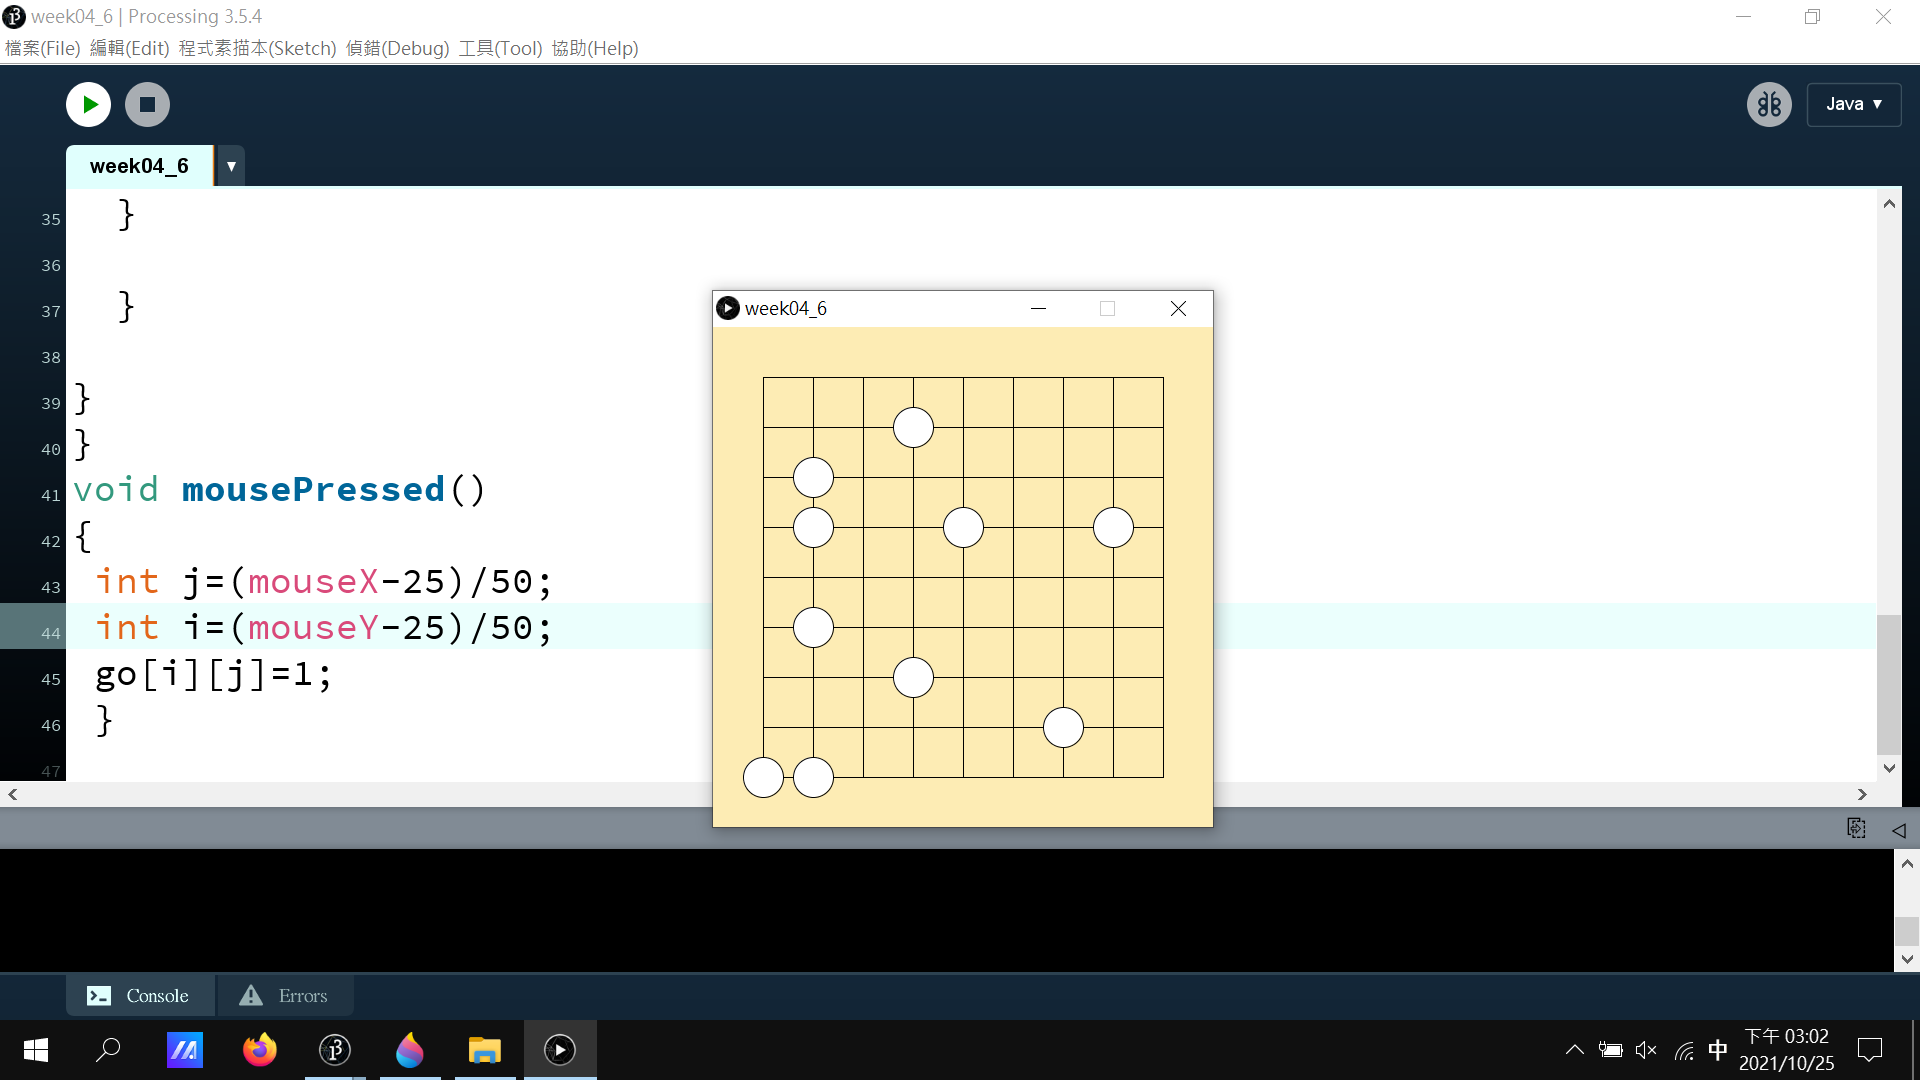 week04_6 | Processing 3.5.4
檔案(File) 編輯(Edit) 程式素描本(Sketch) 偵錯(Debug) 工具(Tool) 協助(Help)
Java ▼
week04_6 ▼
35 }
36
37 }
38
39 }
40 }
41 void mousePressed()
42 {
43 int j=(mouseX-25)/50;
44 int i=(mouseY-25)/50;
45 go[i][j]=1;
46 }
47
week04_6
Console Errors
中
下午 03:02
2021/10/25